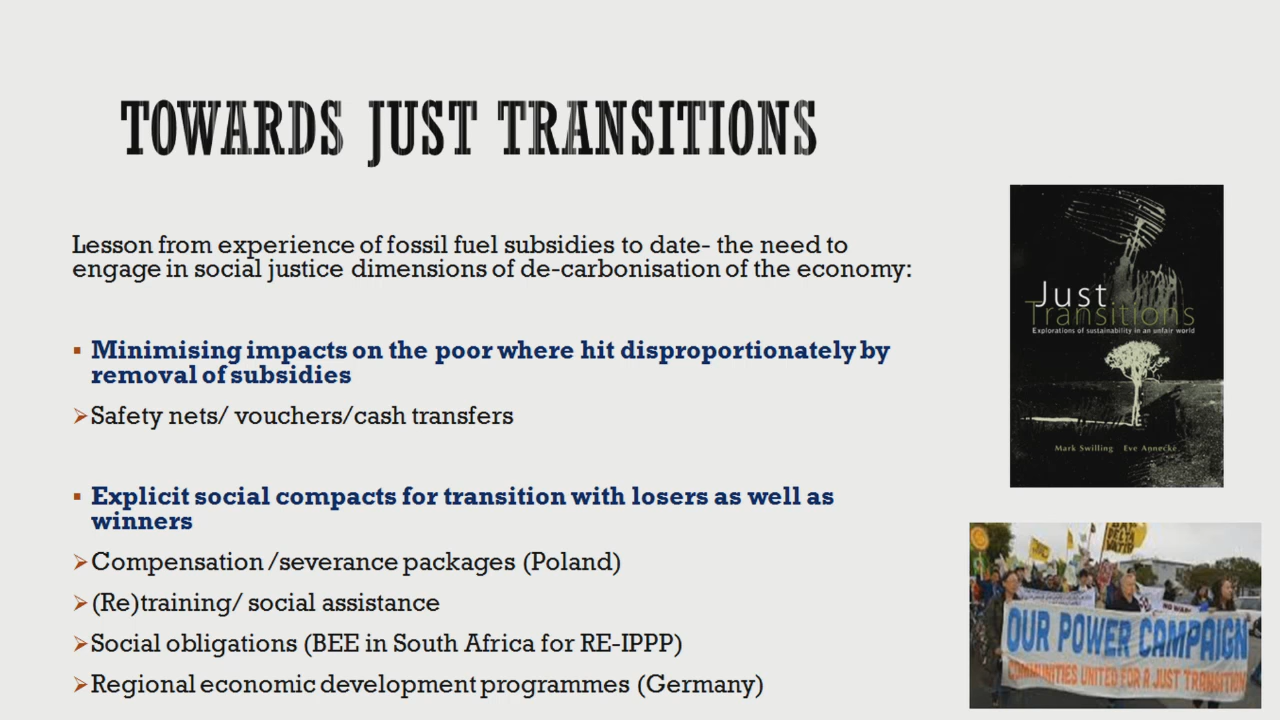 TOWARDS JUST TRANSITIONS
Lesson from experience of fossil fuel subsidies to date- the need to
engage in social justice dimensions of de-carbonisation of the economy:
▪ Minimising impacts on the poor where hit disproportionately by
removal of subsidies
➢Safety nets/ vouchers/cash transfers
▪ Explicit social compacts for transition with losers as well as
winners
➢Compensation /severance packages (Poland)
➢(Re)training/ social assistance
➢Social obligations (BEE in South Africa for RE-IPPP)
➢Regional economic development programmes (Germany)
Just
Transitions
Explorations of sustainability in an unfair world
Mark Swilling Eve Annecke
OUR POWER CAMPAIGN
COMMUNITIES UNITED FOR A JUST TRANSITION